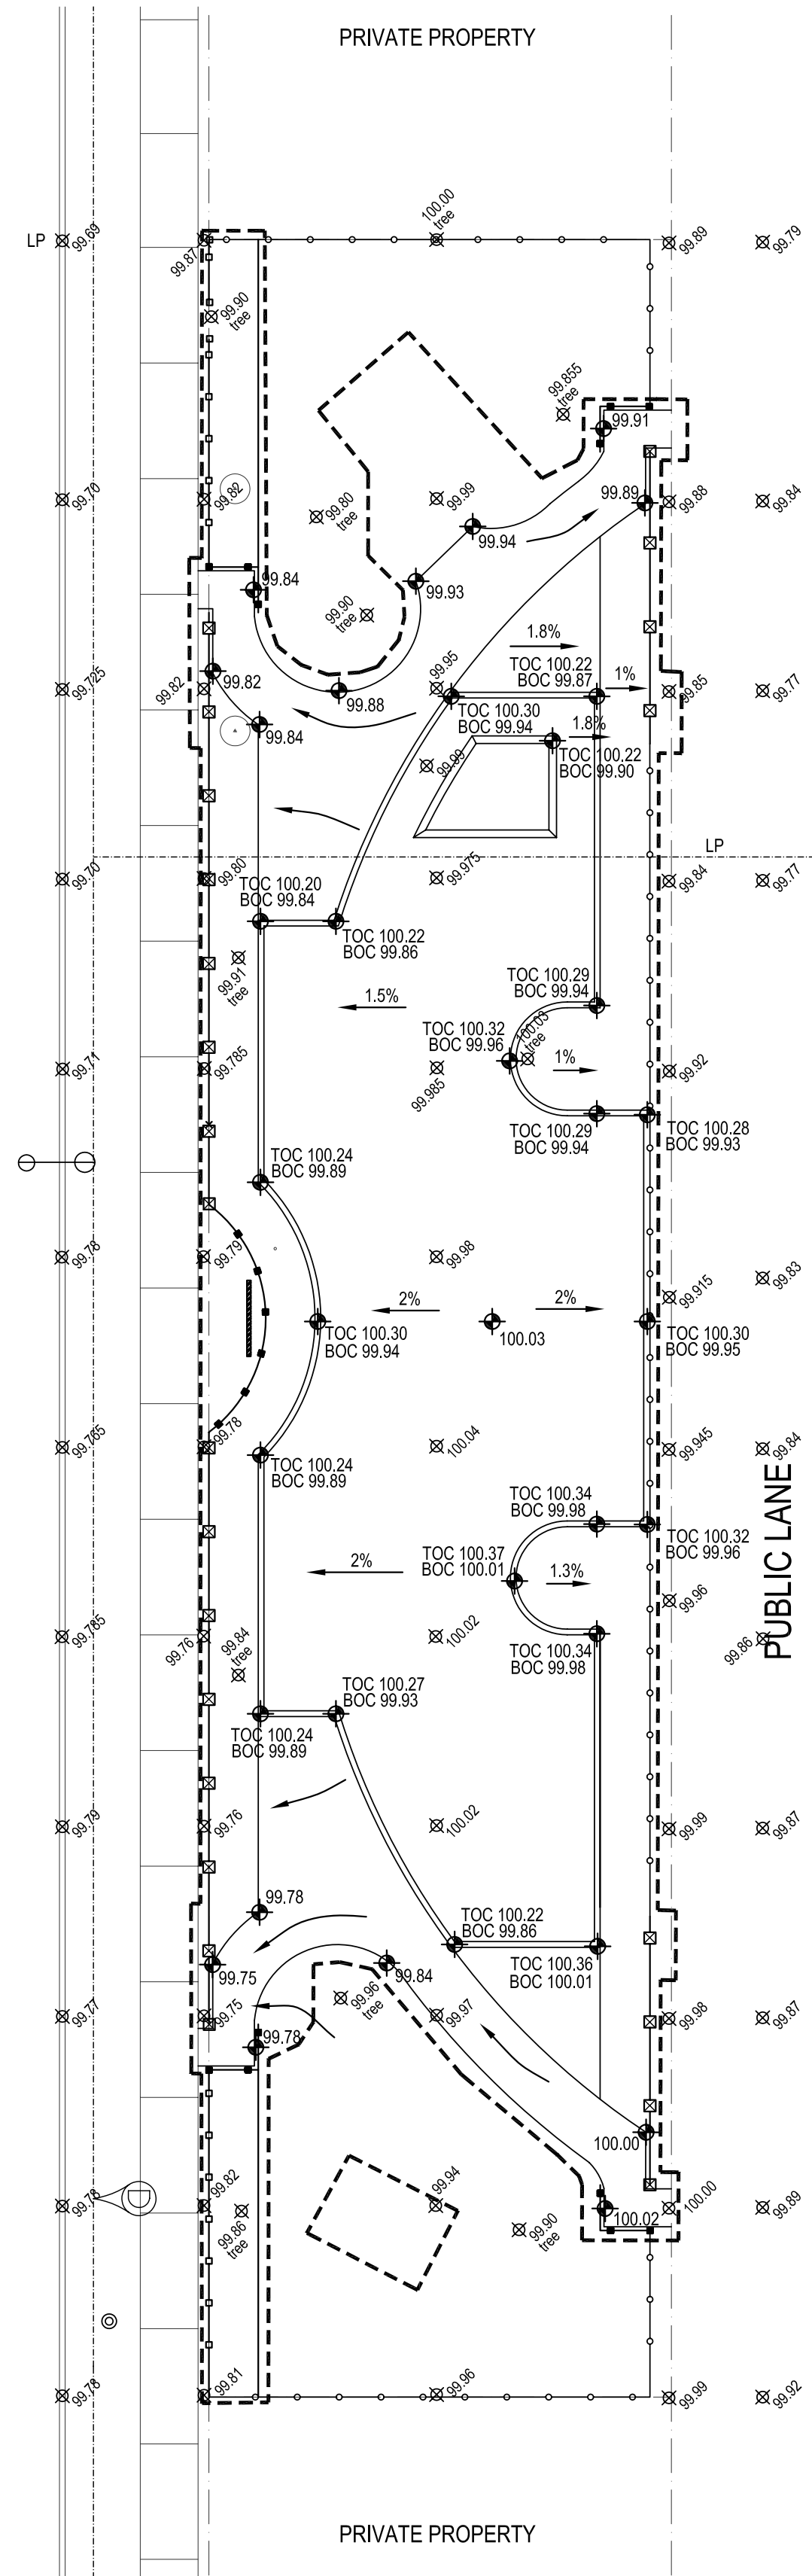 PRIVATE PROPERTY
100.00
tree
LP
99.69
99.87
99.89
99.79
99.90
tree
99.855
tree
99.91
99.70
99.82
99.80
tree
99.99
99.89
99.88
99.84
99.94
99.84
99.93
99.90
tree
1.8%
99.725
99.82
99.82
99.88
99.95
TOC 100.22
BOC 99.87
1%
99.85
99.77
99.84
TOC 100.30
BOC 99.94
1.8%
TOC 100.22
BOC 99.90
99.99
LP
99.70
99.80
99.975
99.84
99.77
TOC 100.20
BOC 99.84
TOC 100.22
BOC 99.86
99.91
tree
TOC 100.29
BOC 99.94
1.5%
TOC 100.32
BOC 99.96
100.03
tree
1%
99.71
99.785
99.985
99.92
TOC 100.29
BOC 99.94
TOC 100.28
BOC 99.93
TOC 100.24
BOC 99.89
99.78
99.79
99.98
99.83
99.915
2%
2%
TOC 100.30
BOC 99.94
100.03
TOC 100.30
BOC 99.95
99.765
99.78
100.04
99.945
99.84
TOC 100.24
BOC 99.89
TOC 100.34
BOC 99.98
TOC 100.32
BOC 99.96
2%
TOC 100.37
BOC 100.01
1.3%
99.96
PUBLIC LANE
99.785
99.76
99.84
tree
100.02
TOC 100.34
BOC 99.98
99.86
TOC 100.27
BOC 99.93
TOC 100.24
BOC 99.89
99.79
99.76
100.02
99.99
99.87
99.78
TOC 100.22
BOC 99.86
TOC 100.36
BOC 100.01
99.75
99.84
99.96
tree
99.77
99.75
99.97
99.98
99.87
99.78
100.00
99.78
D
99.82
99.86
tree
99.94
99.90
tree
100.02
100.00
99.89
99.78
99.81
99.96
99.99
99.92
PRIVATE PROPERTY